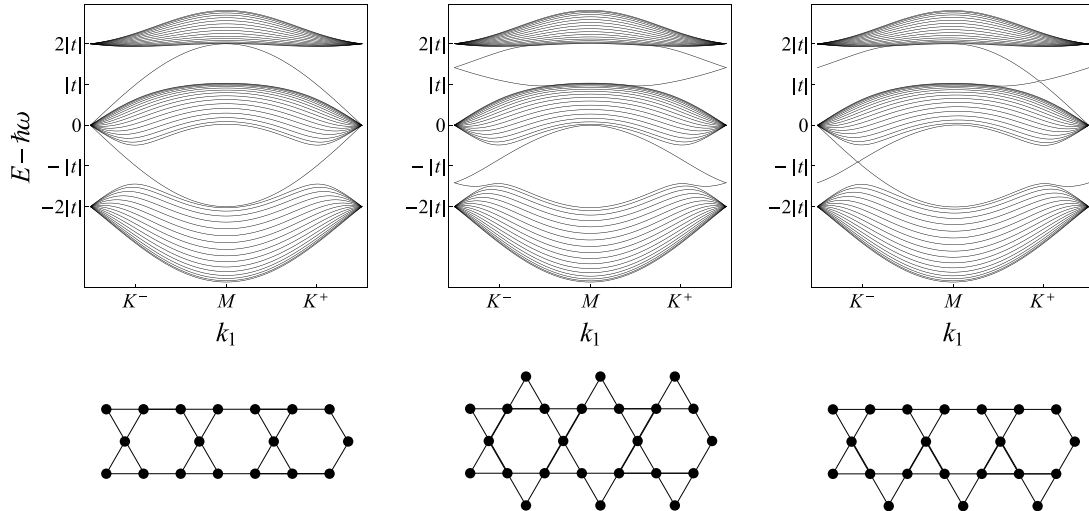 2|t|
|t|
0
−|t|
−2|t|
E−ℏω
K⁻ M K⁺
k₁
2|t|
|t|
0
−|t|
−2|t|
K⁻ M K⁺
k₁
2|t|
|t|
0
−|t|
−2|t|
K⁻ M K⁺
k₁